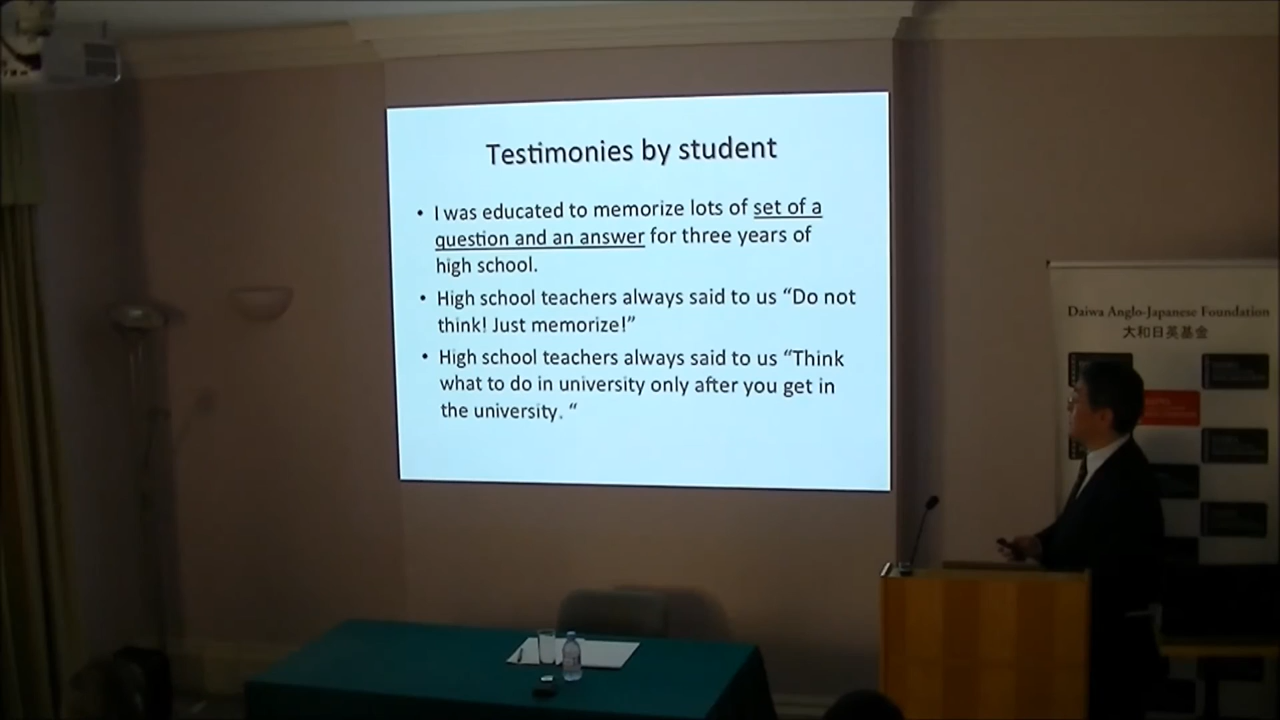 Testimonies by student
• I was educated to memorize lots of set of a
question and an answer for three years of
high school.
• High school teachers always said to us “Do not
think! Just memorize!”
• High school teachers always said to us “Think
what to do in university only after you get in
the university. “
Daiwa Anglo-Japanese Foundation
大和日英基金